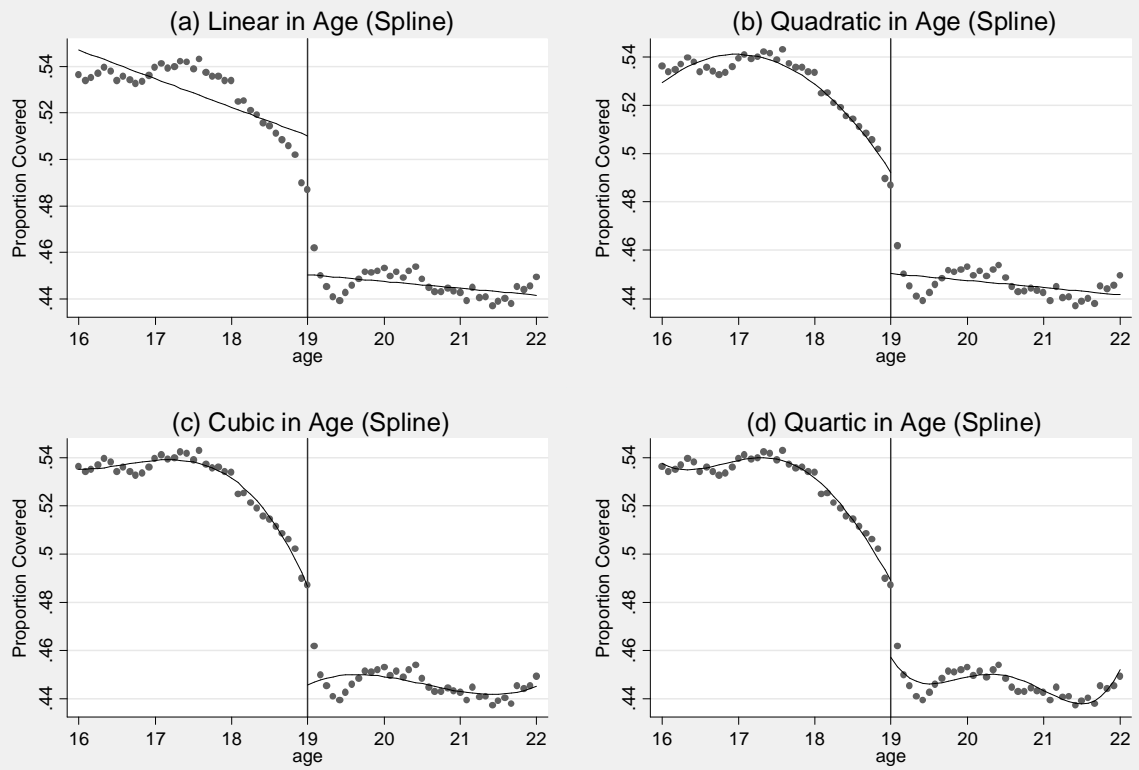 (a) Linear in Age (Spline)
Proportion Covered
.54
.52
.5
.48
.46
.44
16 17 18 19 20 21 22
age
(b) Quadratic in Age (Spline)
Proportion Covered
.54
.52
.5
.48
.46
.44
16 17 18 19 20 21 22
age
(c) Cubic in Age (Spline)
Proportion Covered
.54
.52
.5
.48
.46
.44
16 17 18 19 20 21 22
age
(d) Quartic in Age (Spline)
Proportion Covered
.54
.52
.5
.48
.46
.44
16 17 18 19 20 21 22
age